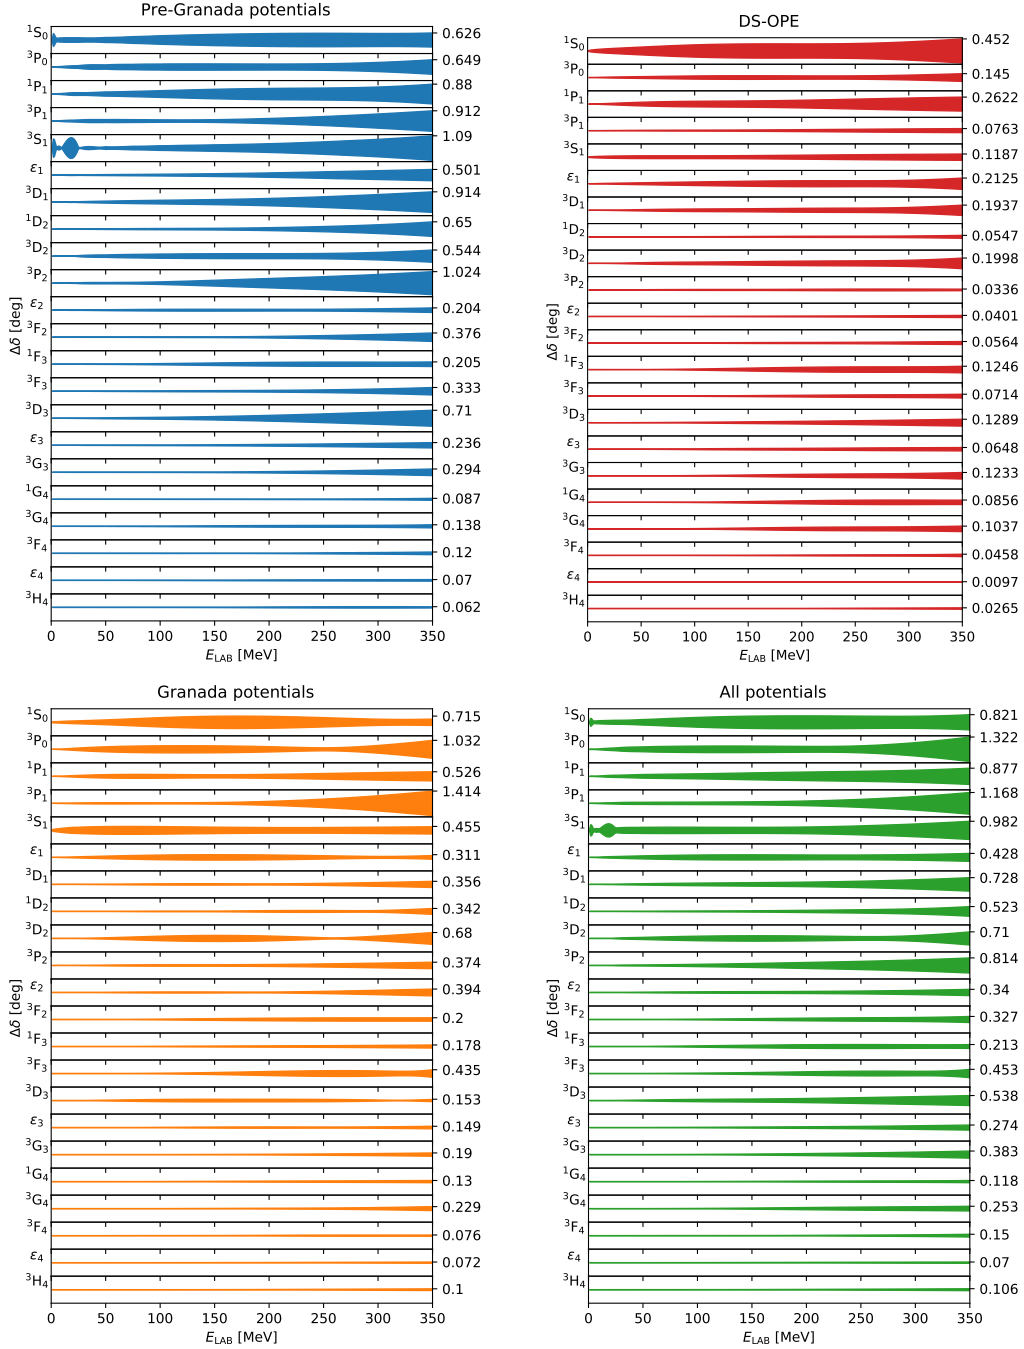 Pre-Granada potentials
¹S₀ 0.626
³P₀ 0.649
¹P₁ 0.88
³P₁ 0.912
³S₁ 1.09
ε₁ 0.501
³D₁ 0.914
¹D₂ 0.65
³D₂ 0.544
³P₂ 1.024
ε₂ 0.204
³F₂ 0.376
¹F₃ 0.205
³F₃ 0.333
³D₃ 0.71
ε₃ 0.236
³G₃ 0.294
¹G₄ 0.087
³G₄ 0.138
³F₄ 0.12
ε₄ 0.07
³H₄ 0.062
Δδ [deg]
0 50 100 150 200 250 300 350
E_LAB [MeV]
DS-OPE
¹S₀ 0.452
³P₀ 0.145
¹P₁ 0.2622
³P₁ 0.0763
³S₁ 0.1187
ε₁ 0.2125
³D₁ 0.1937
¹D₂ 0.0547
³D₂ 0.1998
³P₂ 0.0336
ε₂ 0.0401
³F₂ 0.0564
¹F₃ 0.1246
³F₃ 0.0714
³D₃ 0.1289
ε₃ 0.0648
³G₃ 0.1233
¹G₄ 0.0856
³G₄ 0.1037
³F₄ 0.0458
ε₄ 0.0097
³H₄ 0.0265
Δδ [deg]
0 50 100 150 200 250 300 350
E_LAB [MeV]
Granada potentials
¹S₀ 0.715
³P₀ 1.032
¹P₁ 0.526
³P₁ 1.414
³S₁ 0.455
ε₁ 0.311
³D₁ 0.356
¹D₂ 0.342
³D₂ 0.68
³P₂ 0.374
ε₂ 0.394
³F₂ 0.2
¹F₃ 0.178
³F₃ 0.435
³D₃ 0.153
ε₃ 0.149
³G₃ 0.19
¹G₄ 0.13
³G₄ 0.229
³F₄ 0.076
ε₄ 0.072
³H₄ 0.1
Δδ [deg]
0 50 100 150 200 250 300 350
E_LAB [MeV]
All potentials
¹S₀ 0.821
³P₀ 1.322
¹P₁ 0.877
³P₁ 1.168
³S₁ 0.982
ε₁ 0.428
³D₁ 0.728
¹D₂ 0.523
³D₂ 0.71
³P₂ 0.814
ε₂ 0.34
³F₂ 0.327
¹F₃ 0.213
³F₃ 0.453
³D₃ 0.538
ε₃ 0.274
³G₃ 0.383
¹G₄ 0.118
³G₄ 0.253
³F₄ 0.15
ε₄ 0.07
³H₄ 0.106
Δδ [deg]
0 50 100 150 200 250 300 350
E_LAB [MeV]